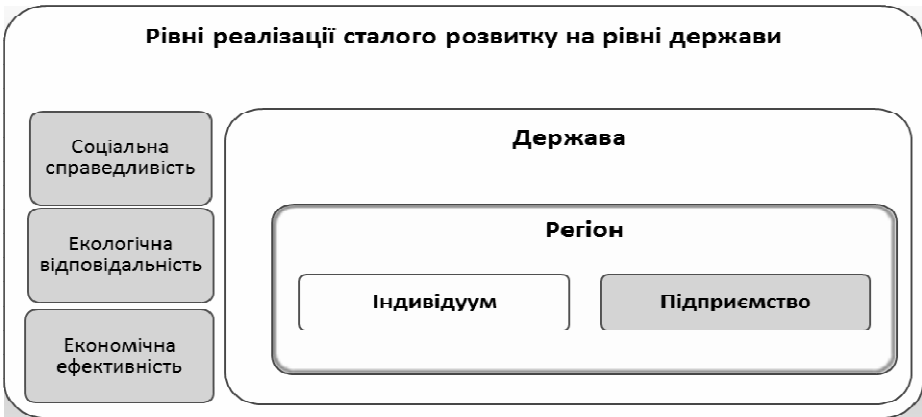 Рівні реалізації сталого розвитку на рівні держави
Соціальна
справедливість
Екологічна
відповідальність
Економічна
ефективність
Держава
Регіон
Індивідуум
Підприємство